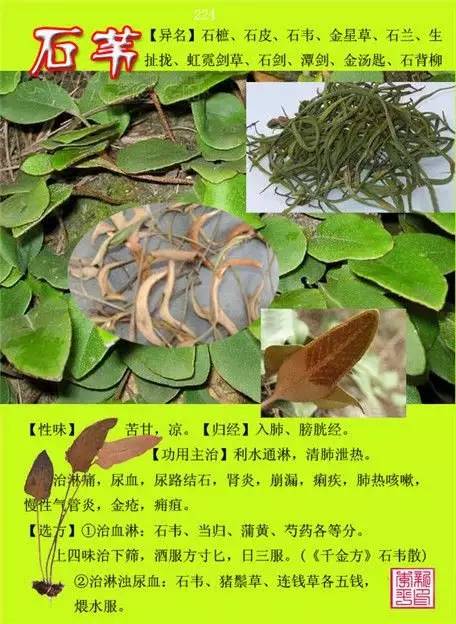 224
石苇
【异名】石樜、石皮、石韦、金星草、石兰、生
扯拢、虹霓剑草、石剑、潭剑、金汤匙、石背柳
【性味】苦甘，凉。【归经】入肺、膀胱经。
【功用主治】利水通淋，清肺泄热。
治淋痛，尿血，尿路结石，肾炎，崩漏，痢疾，肺热咳嗽，
慢性气管炎，金疮，痈疽。
【选方】①治血淋：石韦、当归、蒲黄、芍药各等分。
上四味治下筛，酒服方寸匕，日三服。(《千金方》石韦散)
②治淋浊尿血：石韦、猪鬃草、连钱草各五钱，
煨水服。